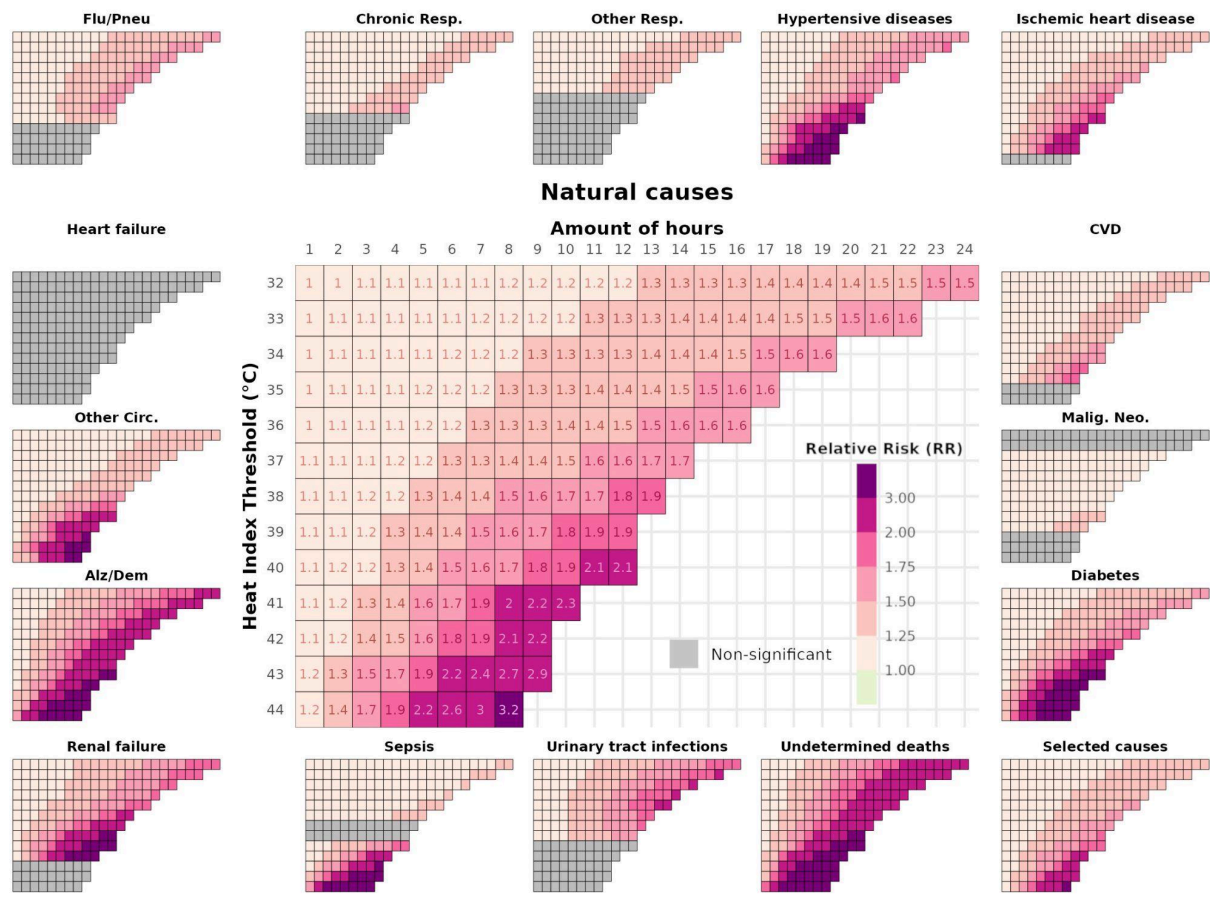 Flu/Pneu Chronic Resp. Other Resp. Hypertensive diseases Ischemic heart disease
Natural causes
Heart failure Amount of hours CVD
1 2 3 4 5 6 7 8 9 10 11 12 13 14 15 16 17 18 19 20 21 22 23 24
32 1 1 1.1 1.1 1.1 1.1 1.1 1.2 1.2 1.2 1.2 1.2 1.3 1.3 1.3 1.3 1.4 1.4 1.4 1.4 1.5 1.5 1.5 1.5
33 1 1.1 1.1 1.1 1.1 1.1 1.2 1.2 1.2 1.2 1.3 1.3 1.3 1.4 1.4 1.4 1.4 1.5 1.5 1.5 1.6 1.6
34 1 1.1 1.1 1.1 1.1 1.2 1.2 1.2 1.3 1.3 1.3 1.3 1.4 1.4 1.4 1.5 1.5 1.6 1.6
35 1 1.1 1.1 1.1 1.2 1.2 1.2 1.3 1.3 1.3 1.4 1.4 1.4 1.5 1.5 1.6 1.6
36 1 1.1 1.1 1.1 1.2 1.2 1.3 1.3 1.3 1.4 1.4 1.5 1.5 1.6 1.6 1.6
37 1.1 1.1 1.1 1.2 1.2 1.3 1.3 1.4 1.4 1.5 1.6 1.6 1.7 1.7
38 1.1 1.1 1.2 1.2 1.3 1.4 1.4 1.5 1.6 1.7 1.7 1.8 1.9
39 1.1 1.1 1.2 1.3 1.4 1.4 1.5 1.6 1.7 1.8 1.9 1.9
40 1.1 1.2 1.2 1.3 1.4 1.5 1.6 1.7 1.8 1.9 2.1 2.1
41 1.1 1.2 1.3 1.4 1.6 1.7 1.9 2 2.2 2.3
42 1.1 1.2 1.4 1.5 1.6 1.8 1.9 2.1 2.2
43 1.2 1.3 1.5 1.7 1.9 2.2 2.4 2.7 2.9
44 1.2 1.4 1.7 1.9 2.2 2.6 3 3.2
Heat Index Threshold (°C)
Other Circ.
Malig. Neo.
Relative Risk (RR)
3.00
2.00
1.75
1.50
1.25
1.00
Non-significant
Alz/Dem
Diabetes
Renal failure Sepsis Urinary tract infections Undetermined deaths Selected causes